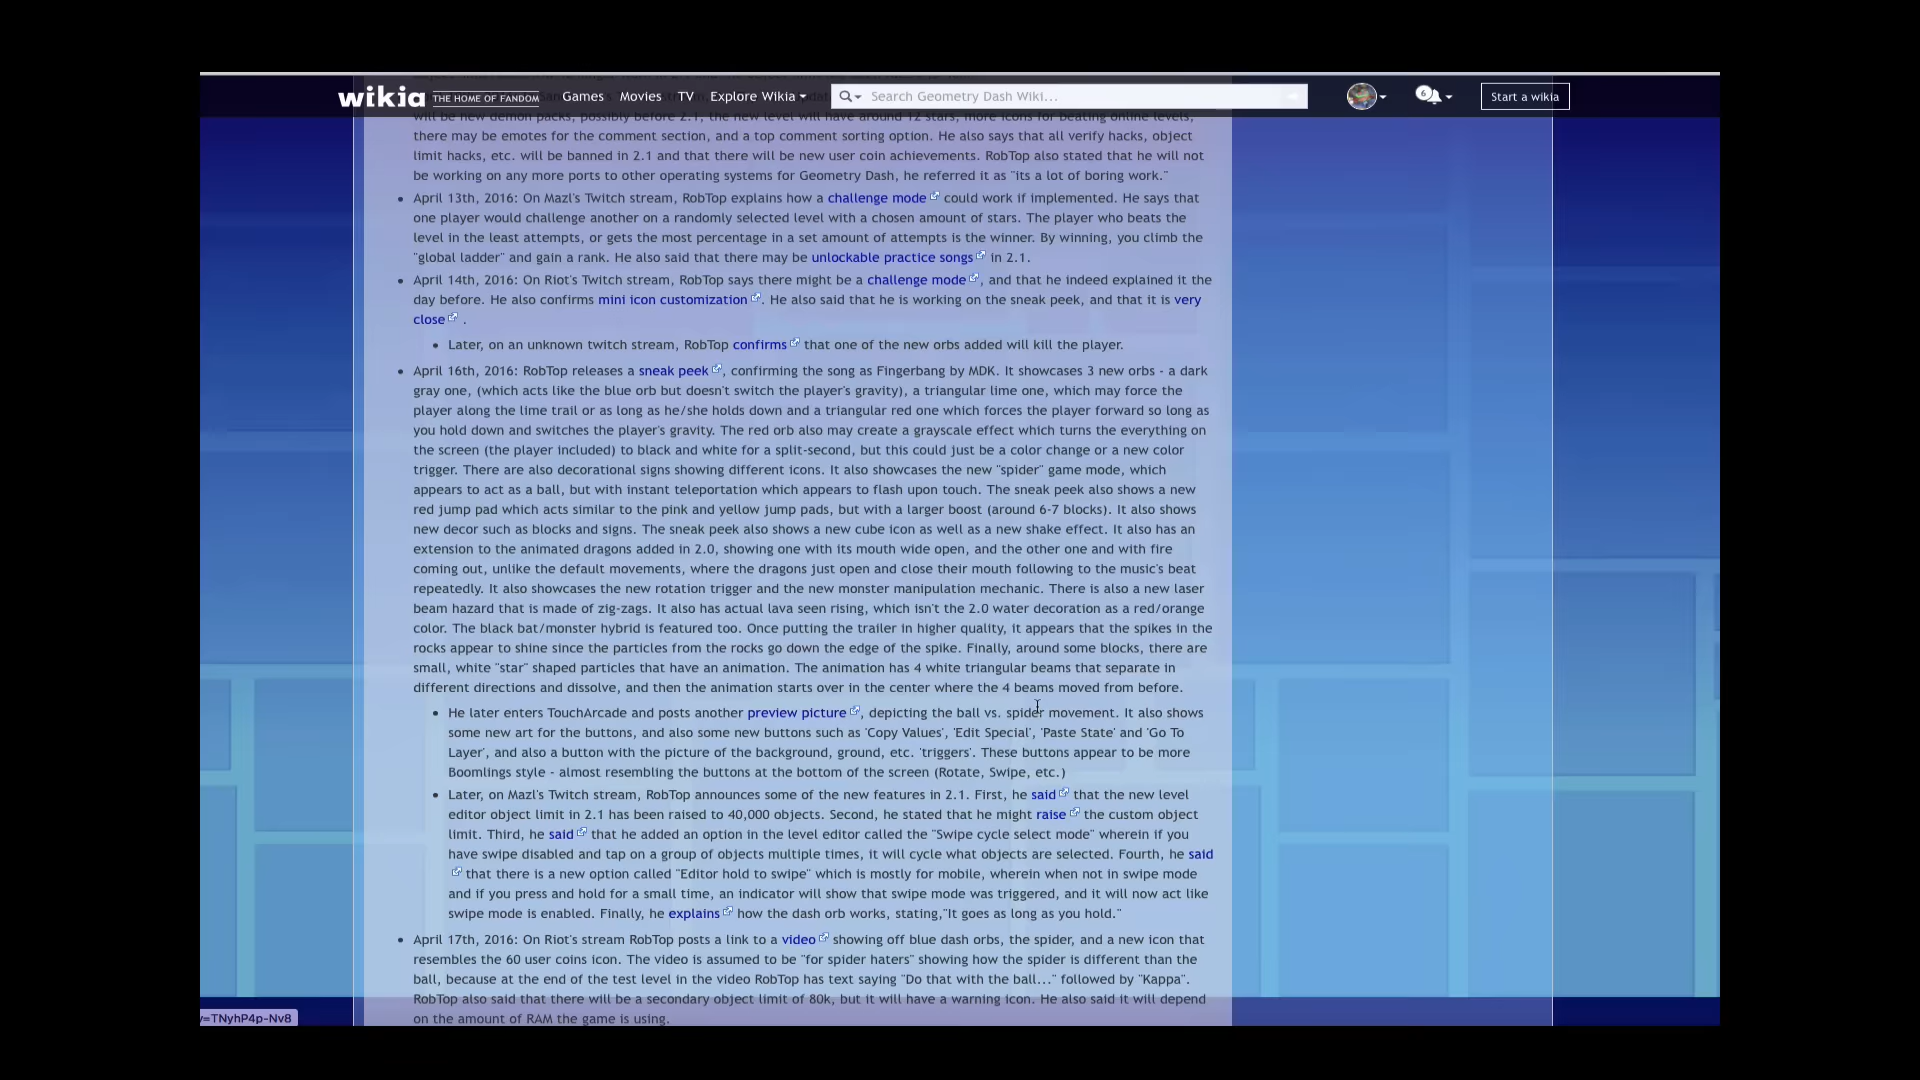 wikia THE HOME OF FANDOM Games Movies TV Explore Wikia Search Geometry Dash Wiki... 6 Start a wikia
will be new demon packs, possibly before 2.1, the new level will have around 12 stars, more icons for beating online levels,
there may be emotes for the comment section, and a top comment sorting option. He also says that all verify hacks, object
limit hacks, etc. will be banned in 2.1 and that there will be new user coin achievements. RobTop also stated that he will not
be working on any more ports to other operating systems for Geometry Dash, he referred it as "its a lot of boring work."
• April 13th, 2016: On Mazl's Twitch stream, RobTop explains how a challenge mode could work if implemented. He says that
one player would challenge another on a randomly selected level with a chosen amount of stars. The player who beats the
level in the least attempts, or gets the most percentage in a set amount of attempts is the winner. By winning, you climb the
"global ladder" and gain a rank. He also said that there may be unlockable practice songs in 2.1.
• April 14th, 2016: On Riot's Twitch stream, RobTop says there might be a challenge mode, and that he indeed explained it the
day before. He also confirms mini icon customization. He also said that he is working on the sneak peek, and that it is very
close .
• Later, on an unknown twitch stream, RobTop confirms that one of the new orbs added will kill the player.
• April 16th, 2016: RobTop releases a sneak peek, confirming the song as Fingerbang by MDK. It showcases 3 new orbs - a dark
gray one, (which acts like the blue orb but doesn't switch the player's gravity), a triangular lime one, which may force the
player along the lime trail or as long as he/she holds down and a triangular red one which forces the player forward so long as
you hold down and switches the player's gravity. The red orb also may create a grayscale effect which turns the everything on
the screen (the player included) to black and white for a split-second, but this could just be a color change or a new color
trigger. There are also decorational signs showing different icons. It also showcases the new "spider" game mode, which
appears to act as a ball, but with instant teleportation which appears to flash upon touch. The sneak peek also shows a new
red jump pad which acts similar to the pink and yellow jump pads, but with a larger boost (around 6-7 blocks). It also shows
new decor such as blocks and signs. The sneak peek also shows a new cube icon as well as a new shake effect. It also has an
extension to the animated dragons added in 2.0, showing one with its mouth wide open, and the other one and with fire
coming out, unlike the default movements, where the dragons just open and close their mouth following to the music's beat
repeatedly. It also showcases the new rotation trigger and the new monster manipulation mechanic. There is also a new laser
beam hazard that is made of zig-zags. It also has actual lava seen rising, which isn't the 2.0 water decoration as a red/orange
color. The black bat/monster hybrid is featured too. Once putting the trailer in higher quality, it appears that the spikes in the
rocks appear to shine since the particles from the rocks go down the edge of the spike. Finally, around some blocks, there are
small, white "star" shaped particles that have an animation. The animation has 4 white triangular beams that separate in
different directions and dissolve, and then the animation starts over in the center where the 4 beams moved from before.
• He later enters TouchArcade and posts another preview picture, depicting the ball vs. spider movement. It also shows
some new art for the buttons, and also some new buttons such as 'Copy Values', 'Edit Special', 'Paste State' and 'Go To
Layer', and also a button with the picture of the background, ground, etc. 'triggers'. These buttons appear to be more
Boomlings style - almost resembling the buttons at the bottom of the screen (Rotate, Swipe, etc.)
• Later, on Mazl's Twitch stream, RobTop announces some of the new features in 2.1. First, he said that the new level
editor object limit in 2.1 has been raised to 40,000 objects. Second, he stated that he might raise the custom object
limit. Third, he said that he added an option in the level editor called the "Swipe cycle select mode" wherein if you
have swipe disabled and tap on a group of objects multiple times, it will cycle what objects are selected. Fourth, he said
that there is a new option called "Editor hold to swipe" which is mostly for mobile, wherein when not in swipe mode
and if you press and hold for a small time, an indicator will show that swipe mode was triggered, and it will now act like
swipe mode is enabled. Finally, he explains how the dash orb works, stating,"It goes as long as you hold."
• April 17th, 2016: On Riot's stream RobTop posts a link to a video showing off blue dash orbs, the spider, and a new icon that
resembles the 60 user coins icon. The video is assumed to be "for spider haters" showing how the spider is different than the
ball, because at the end of the test level in the video RobTop has text saying "Do that with the ball..." followed by "Kappa".
RobTop also said that there will be a secondary object limit of 80k, but it will have a warning icon. He also said it will depend
on the amount of RAM the game is using.
v=TNyhP4p-Nv8